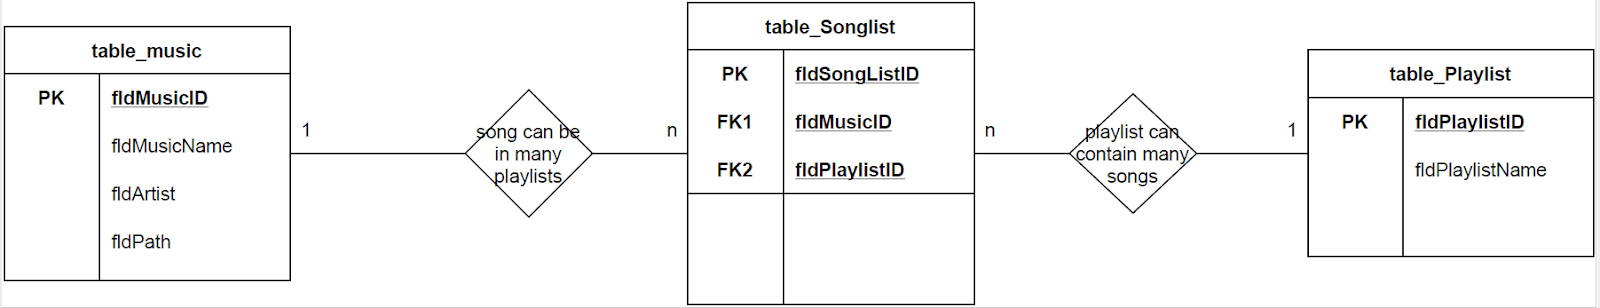 table_music
PK fldMusicID
fldMusicName
fldArtist
fldPath
1
song can be
in many
playlists
n
table_Songlist
PK fldSongListID
FK1 fldMusicID
FK2 fldPlaylistID
n
playlist can
contain many
songs
1
table_Playlist
PK fldPlaylistID
fldPlaylistName